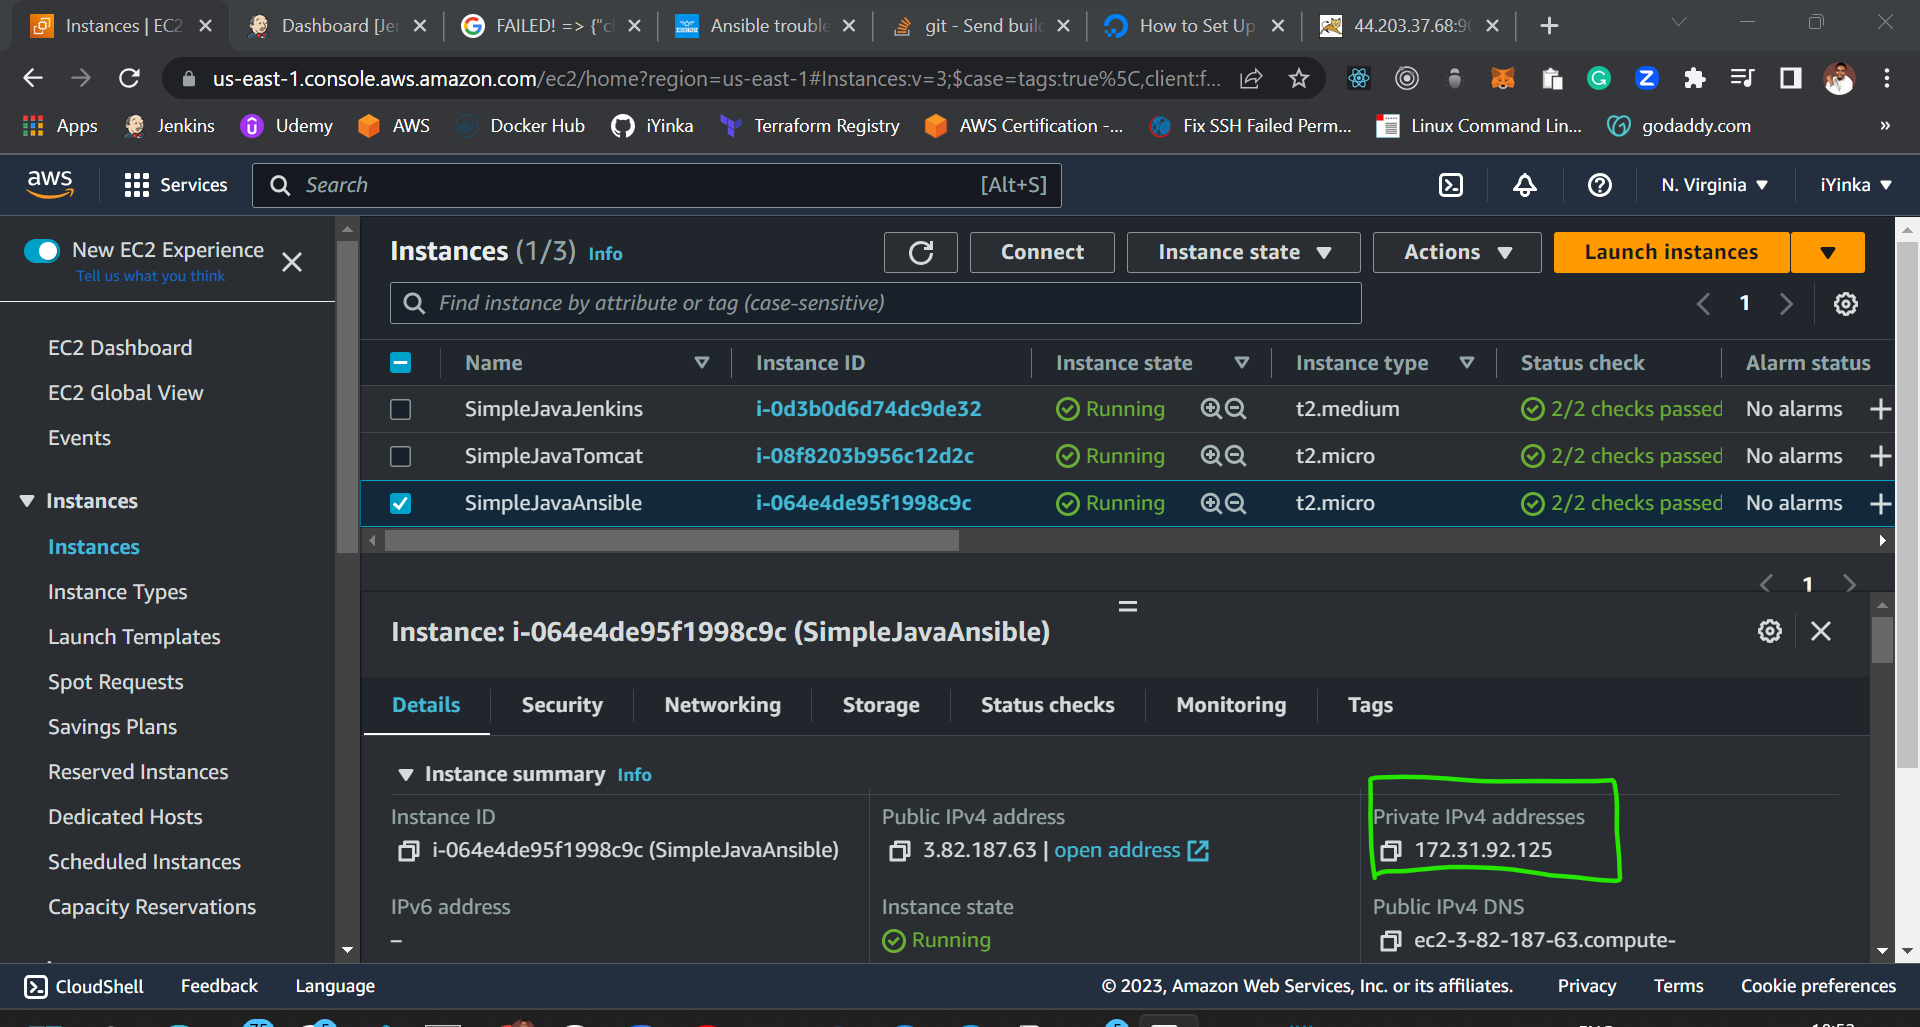 Instances | EC2
Dashboard [Jen
FAILED! => {"c
Ansible trouble
git - Send buil
How to Set Up
44.203.37.68:90
us-east-1.console.aws.amazon.com/ec2/home?region=us-east-1#Instances:v=3;$case=tags:true%5C,client:f...
Apps
Jenkins
Udemy
AWS
Docker Hub
iYinka
Terraform Registry
AWS Certification -...
Fix SSH Failed Perm...
Linux Command Lin...
godaddy.com
»
aws
Services
Search
[Alt+S]
N. Virginia
iYinka
New EC2 Experience
Tell us what you think
EC2 Dashboard
EC2 Global View
Events
Instances
Instances
Instance Types
Launch Templates
Spot Requests
Savings Plans
Reserved Instances
Dedicated Hosts
Scheduled Instances
Capacity Reservations
Instances (1/3) Info
Connect
Instance state
Actions
Launch instances
Find instance by attribute or tag (case-sensitive)
1
Name Instance ID Instance state Instance type Status check Alarm status
SimpleJavaJenkins i-0d3b0d6d74dc9de32 Running t2.medium 2/2 checks passed No alarms
SimpleJavaTomcat i-08f8203b956c12d2c Running t2.micro 2/2 checks passed No alarms
SimpleJavaAnsible i-064e4de95f1998c9c Running t2.micro 2/2 checks passed No alarms
1
Instance: i-064e4de95f1998c9c (SimpleJavaAnsible)
Details
Security
Networking
Storage
Status checks
Monitoring
Tags
Instance summary Info
Instance ID
i-064e4de95f1998c9c (SimpleJavaAnsible)
Public IPv4 address
3.82.187.63 | open address
Private IPv4 addresses
172.31.92.125
IPv6 address
–
Instance state
Running
Public IPv4 DNS
ec2-3-82-187-63.compute-
CloudShell
Feedback
Language
© 2023, Amazon Web Services, Inc. or its affiliates.
Privacy
Terms
Cookie preferences